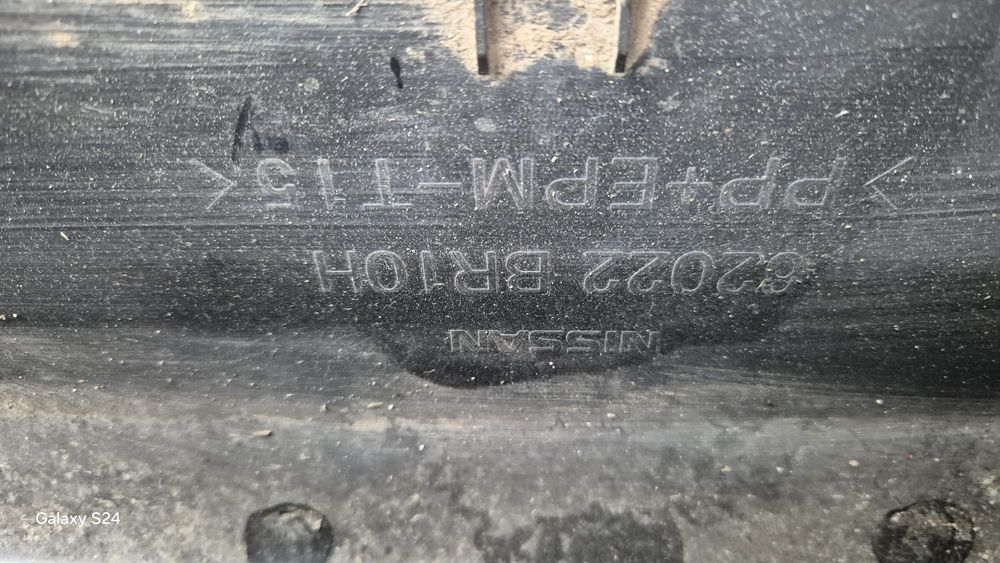 NISSAN
62022 BR10H
>PP+EPM-T15<
Galaxy S24